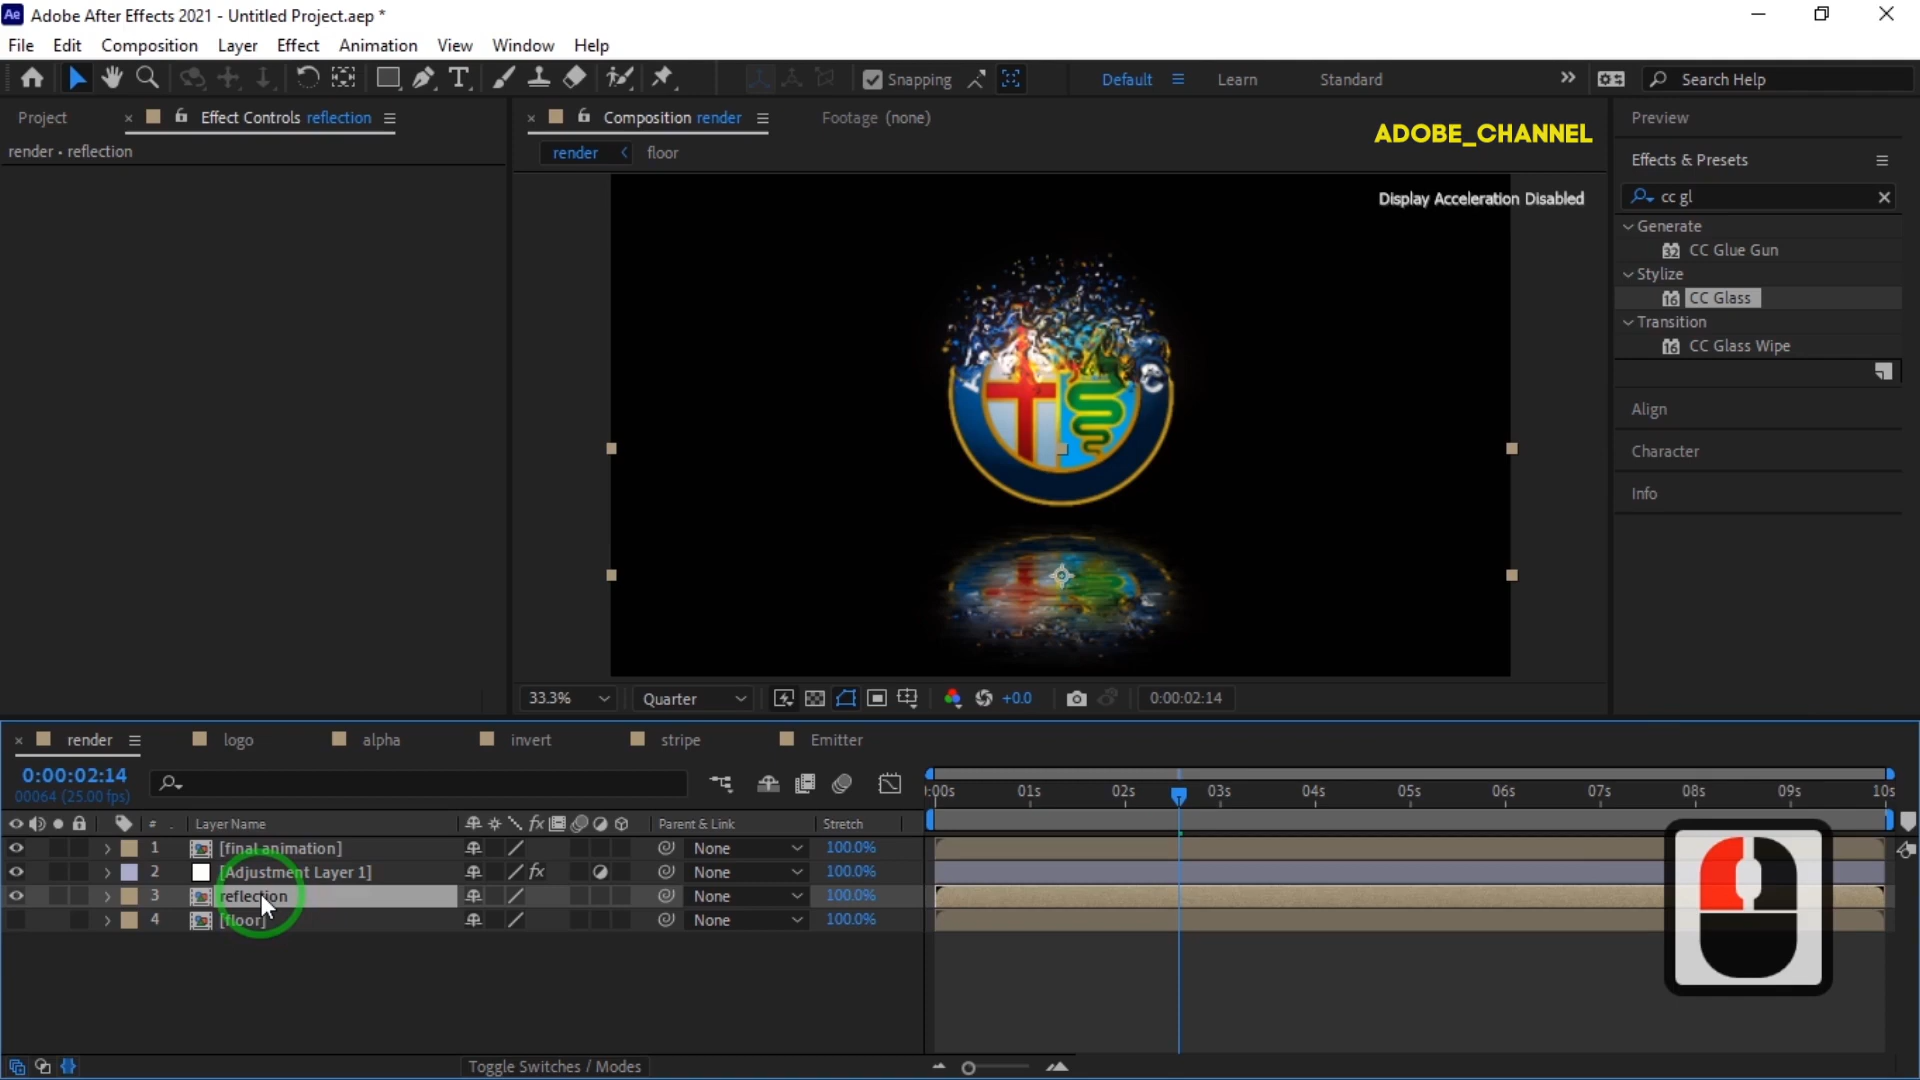 Ae Adobe After Effects 2021 - Untitled Project.aep *
File Edit Composition Layer Effect Animation View Window Help
Snapping Default Learn Standard Search Help
Project Effect Controls reflection
render • reflection
Composition render Footage (none)
render floor
ADOBE_CHANNEL
Display Acceleration Disabled
A C
33.3% Quarter +0.0 0:00:02:14
Preview
Effects & Presets
cc gl
Generate
32 CC Glue Gun
Stylize
16 CC Glass
Transition
16 CC Glass Wipe
Align
Character
Info
render logo alpha invert stripe Emitter
0:00:02:14
00064 (25.00 fps)
:00s 01s 02s 03s 04s 05s 06s 07s 08s 09s 10s
# Layer Name fx Parent & Link Stretch
1 [final animation] None 100.0%
2 [Adjustment Layer 1] fx None 100.0%
3 reflection None 100.0%
4 [floor] None 100.0%
Toggle Switches / Modes